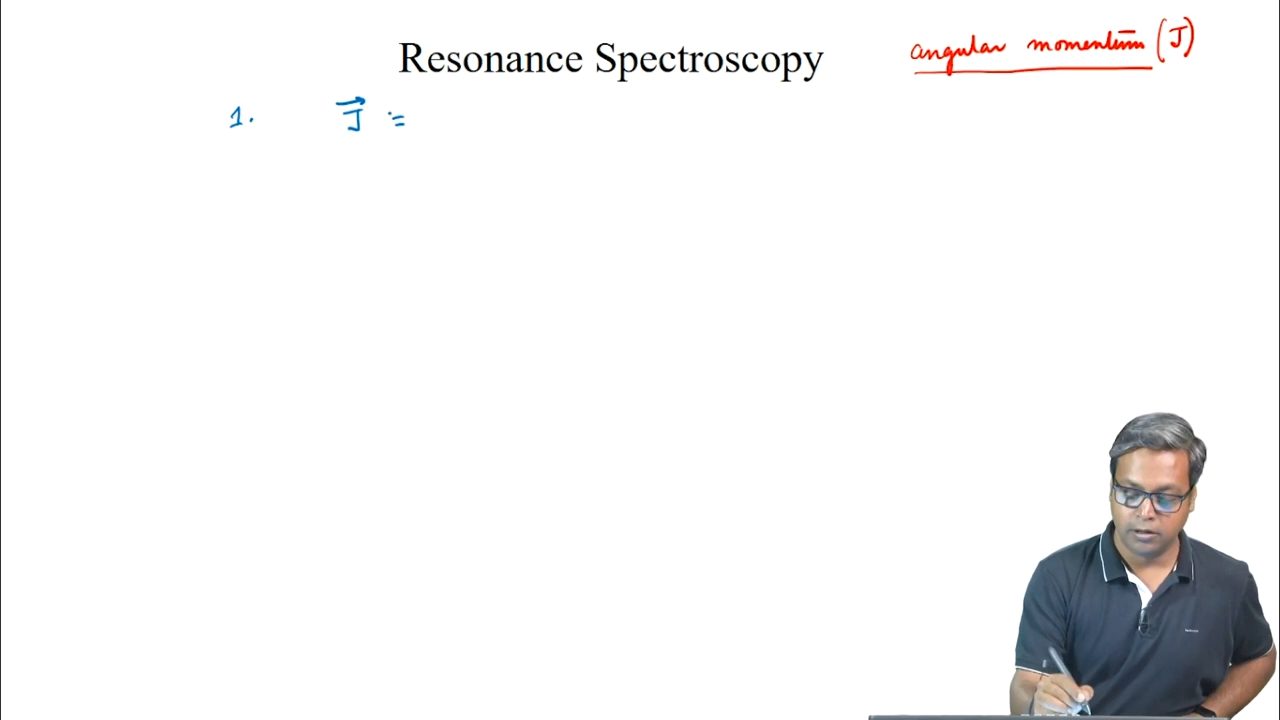 Resonance Spectroscopy
angular momentum (J)
1. J⃗ :=